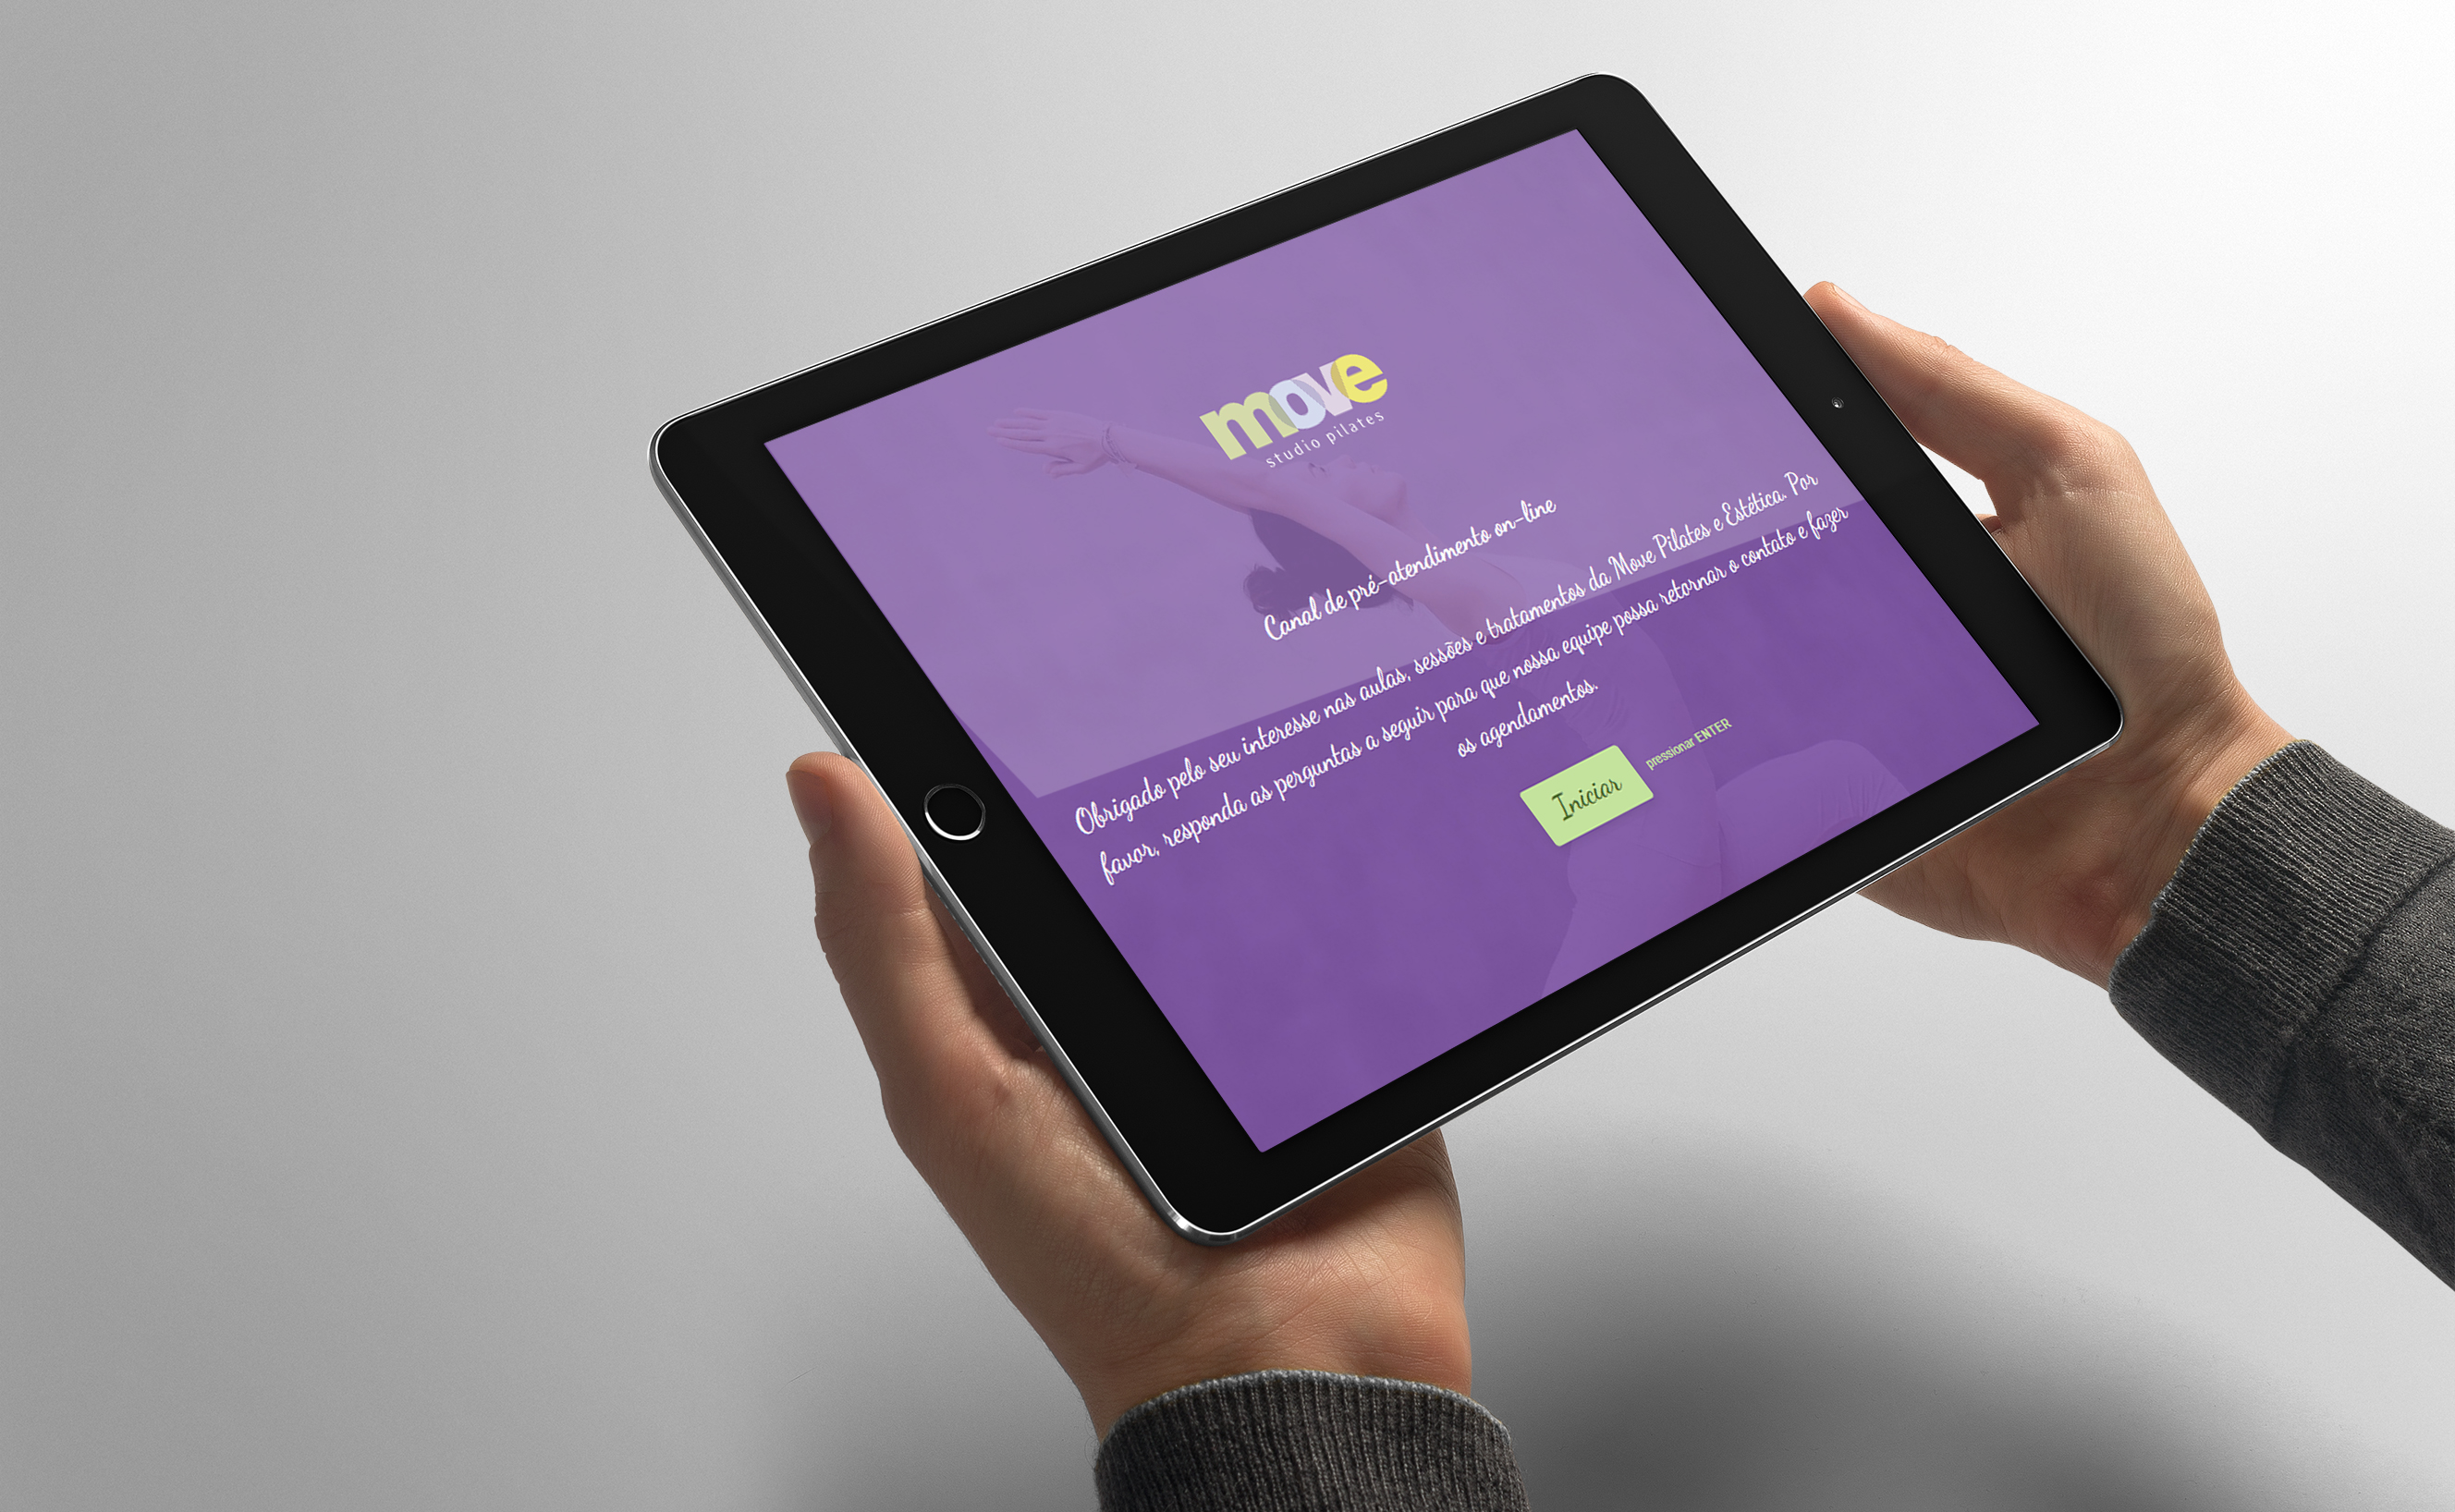 move
studio pilates
Canal de pré-atendimento on-line
Obrigado pelo seu interesse nas aulas, sessões e tratamentos da Move Pilates e Estética. Por
favor, responda as perguntas a seguir para que nossa equipe possa retornar o contato e fazer
os agendamentos.
Iniciar
pressionar ENTER